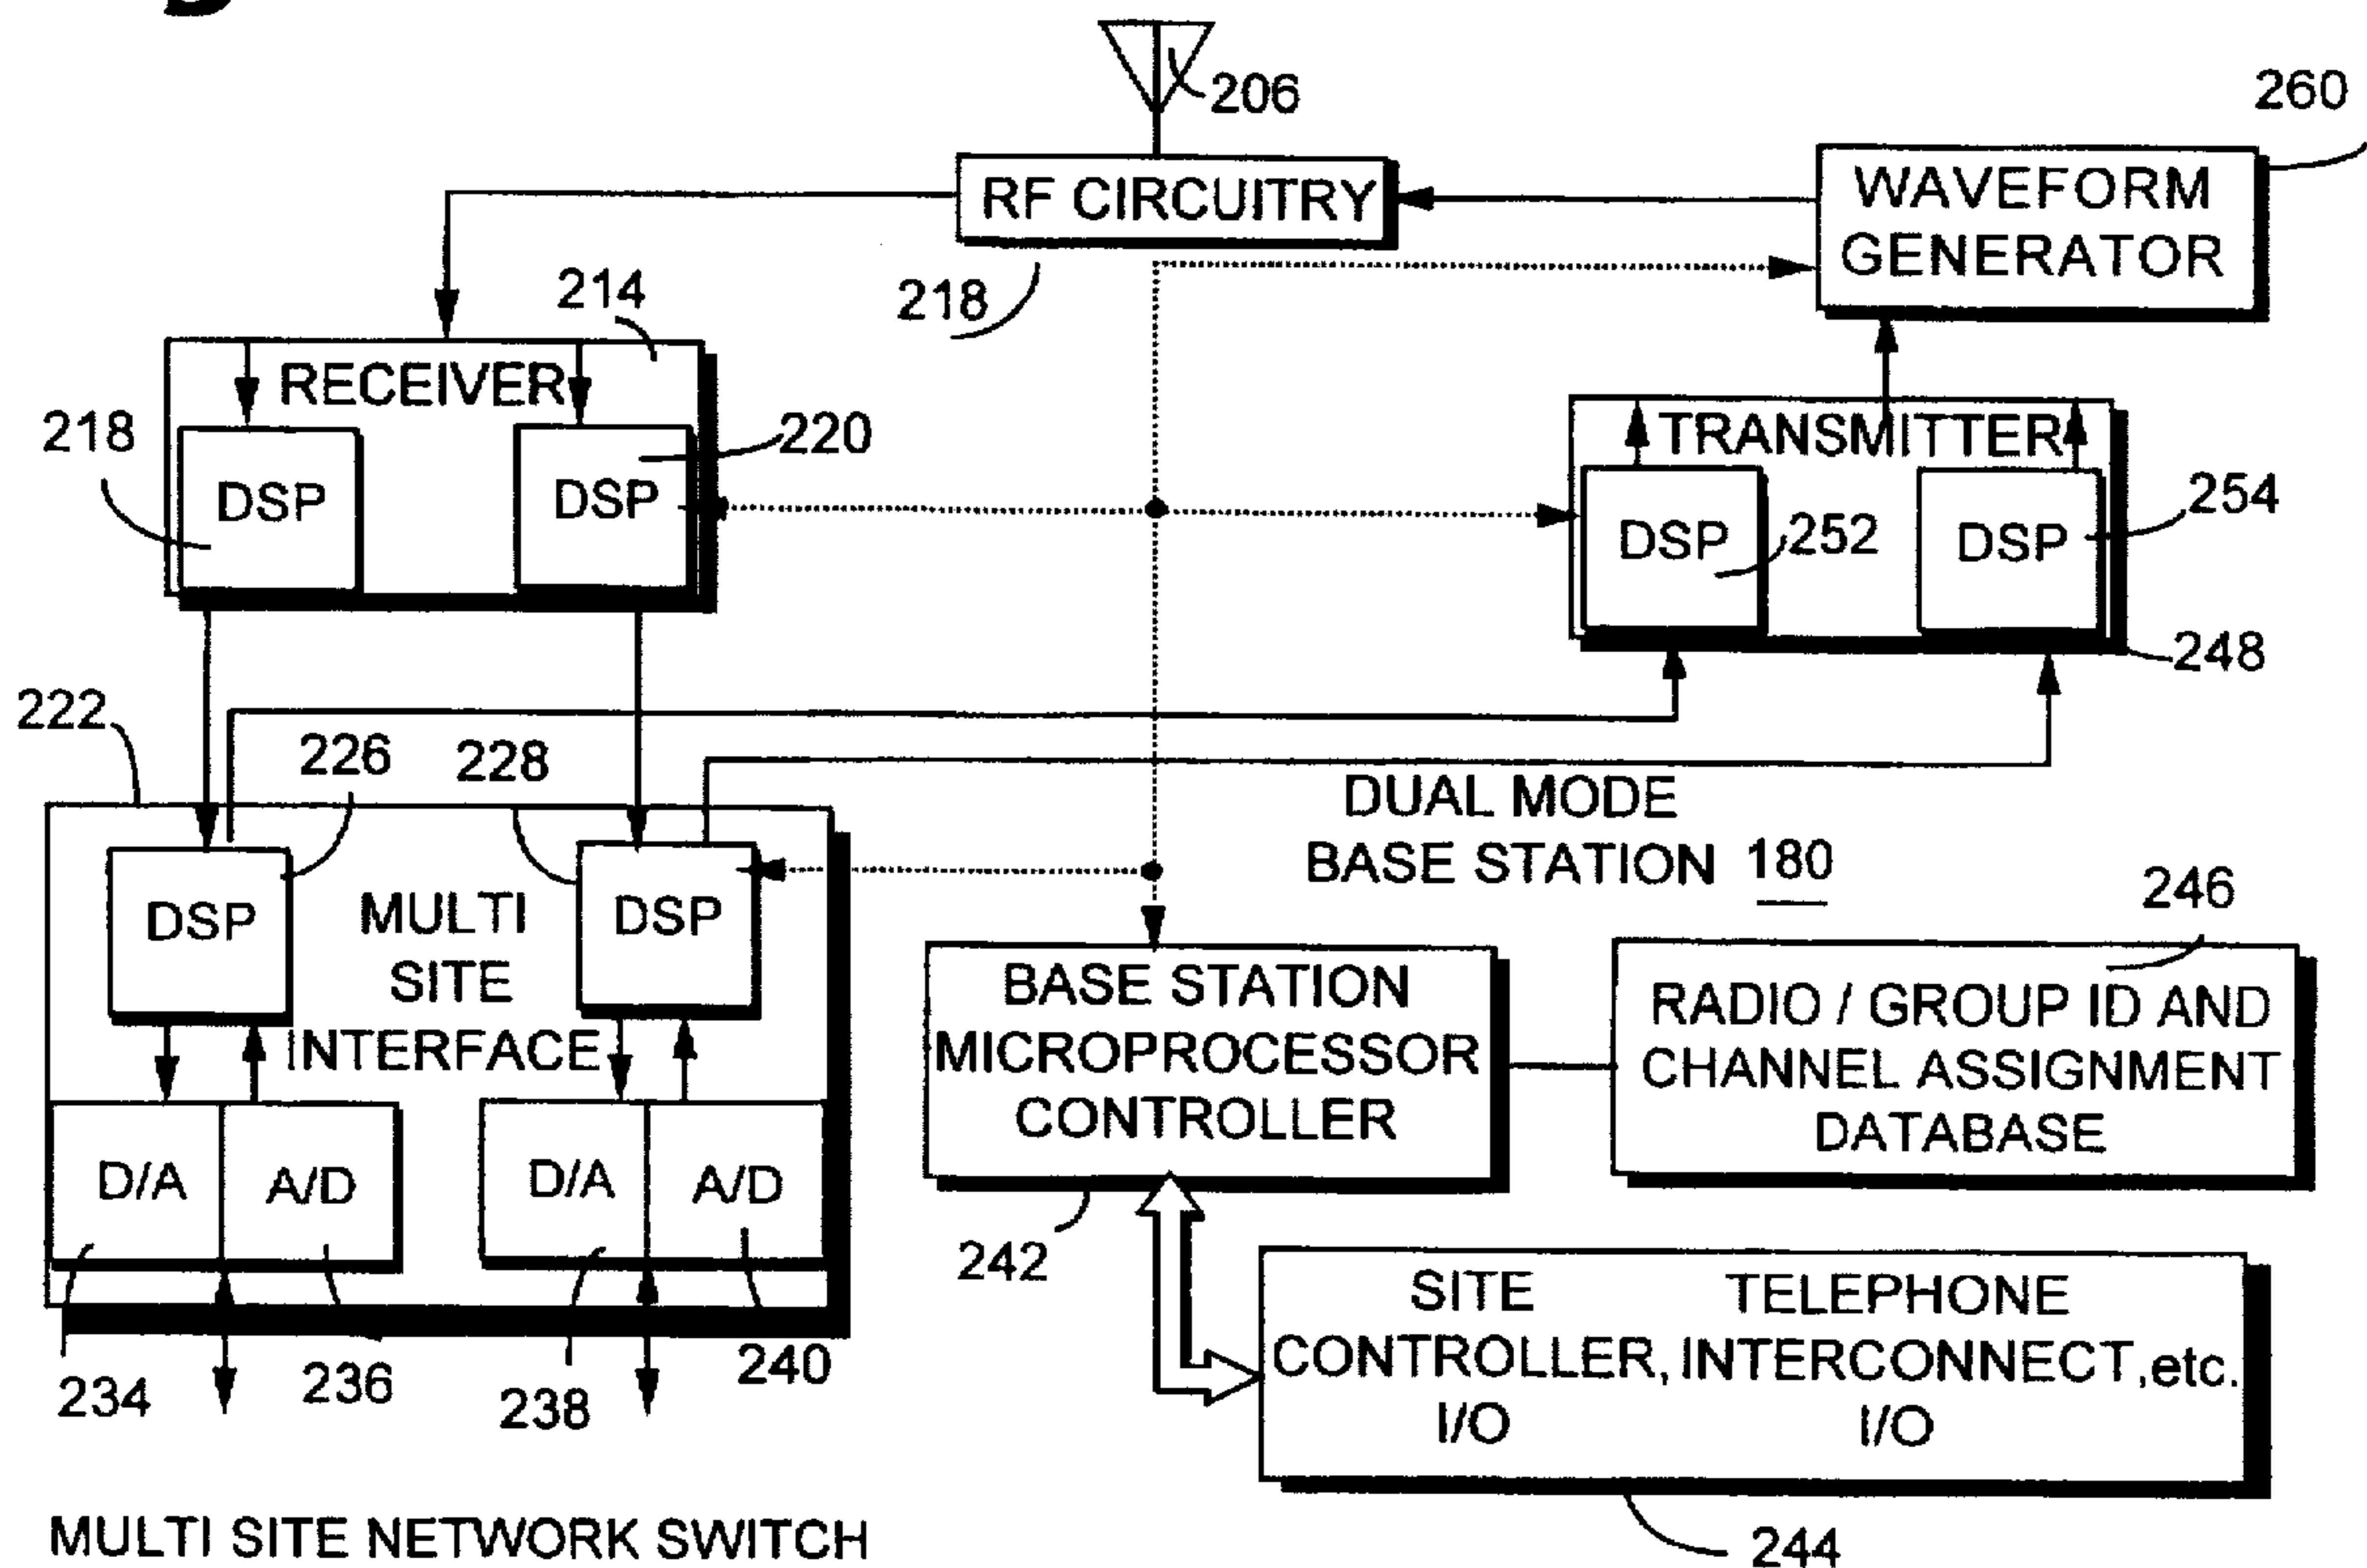 206
260
RF CIRCUITRY
WAVEFORM
GENERATOR
218
214
RECEIVER
218
220
DSP
DSP
TRANSMITTER
252
254
DSP
DSP
248
222
226
228
DUAL MODE
BASE STATION 180
DSP
DSP
MULTI
SITE
INTERFACE
D/A
A/D
D/A
A/D
234
236
238
240
BASE STATION
MICROPROCESSOR
CONTROLLER
242
246
RADIO / GROUP ID AND
CHANNEL ASSIGNMENT
DATABASE
SITE TELEPHONE
CONTROLLER, INTERCONNECT, etc.
I/O I/O
244
MULTI SITE NETWORK SWITCH